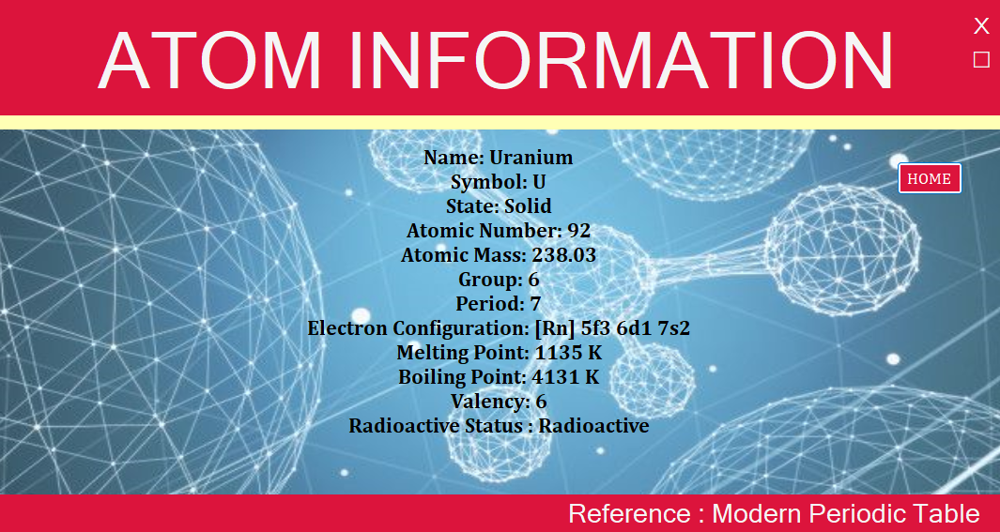 ATOM INFORMATION
X
Name: Uranium
Symbol: U
HOME
State: Solid
Atomic Number: 92
Atomic Mass: 238.03
Group: 6
Period: 7
Electron Configuration: [Rn] 5f3 6d1 7s2
Melting Point: 1135 K
Boiling Point: 4131 K
Valency: 6
Radioactive Status : Radioactive
Reference : Modern Periodic Table